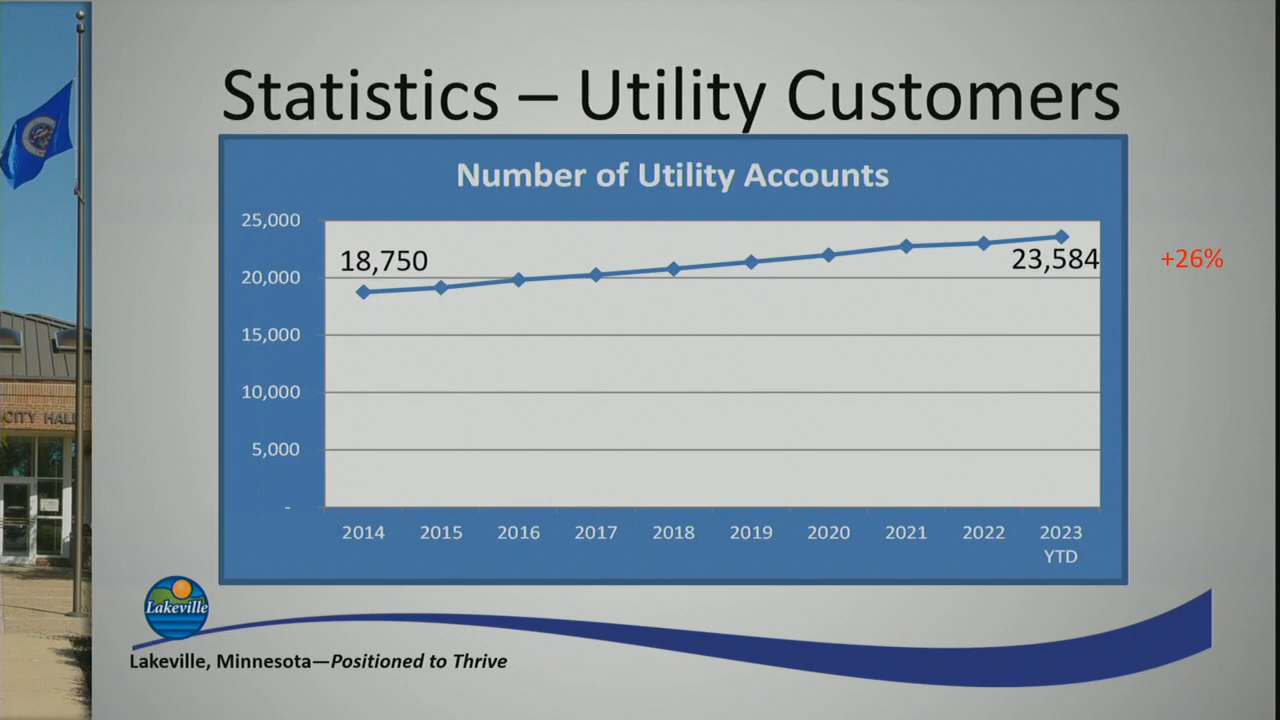 Statistics – Utility Customers
Number of Utility Accounts
25,000
20,000
15,000
10,000
5,000
-
18,750
23,584
+26%
2014 2015 2016 2017 2018 2019 2020 2021 2022 2023
YTD
CITY HALL
Lakeville
Lakeville, Minnesota—Positioned to Thrive